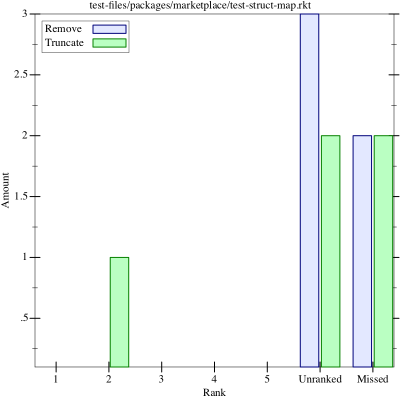 test-files/packages/marketplace/test-struct-map.rkt
3
Remove
Truncate
2.5
2
Amount
1.5
1
.5
1 2 3 4 5 Unranked Missed
Rank